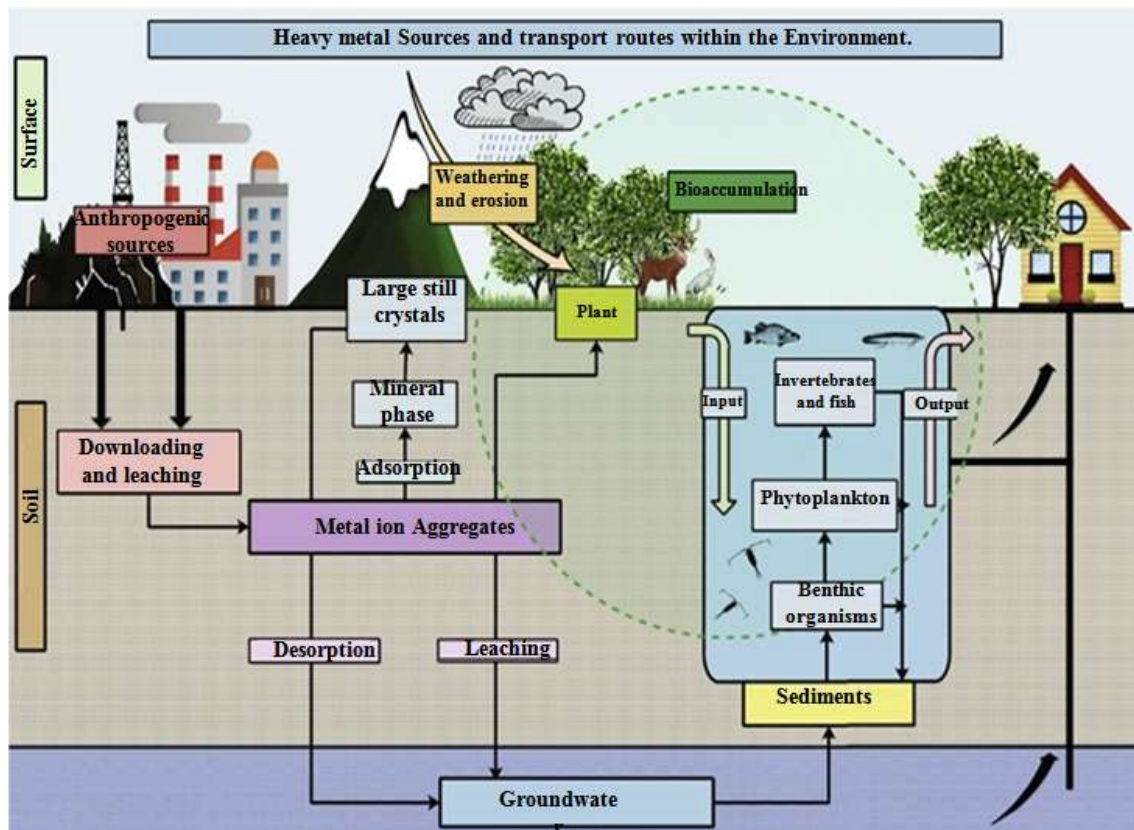 Heavy metal Sources and transport routes within the Environment.
Surface
Anthropogenic
sources
Weathering
and erosion
Bioaccumulation
Large still
crystals
Plant
Mineral
phase
Adsorption
Input
Invertebrates
and fish
Output
Downloading
and leaching
Soil
Metal ion Aggregates
Phytoplankton
Benthic
organisms
Desorption
Leaching
Sediments
Groundwate